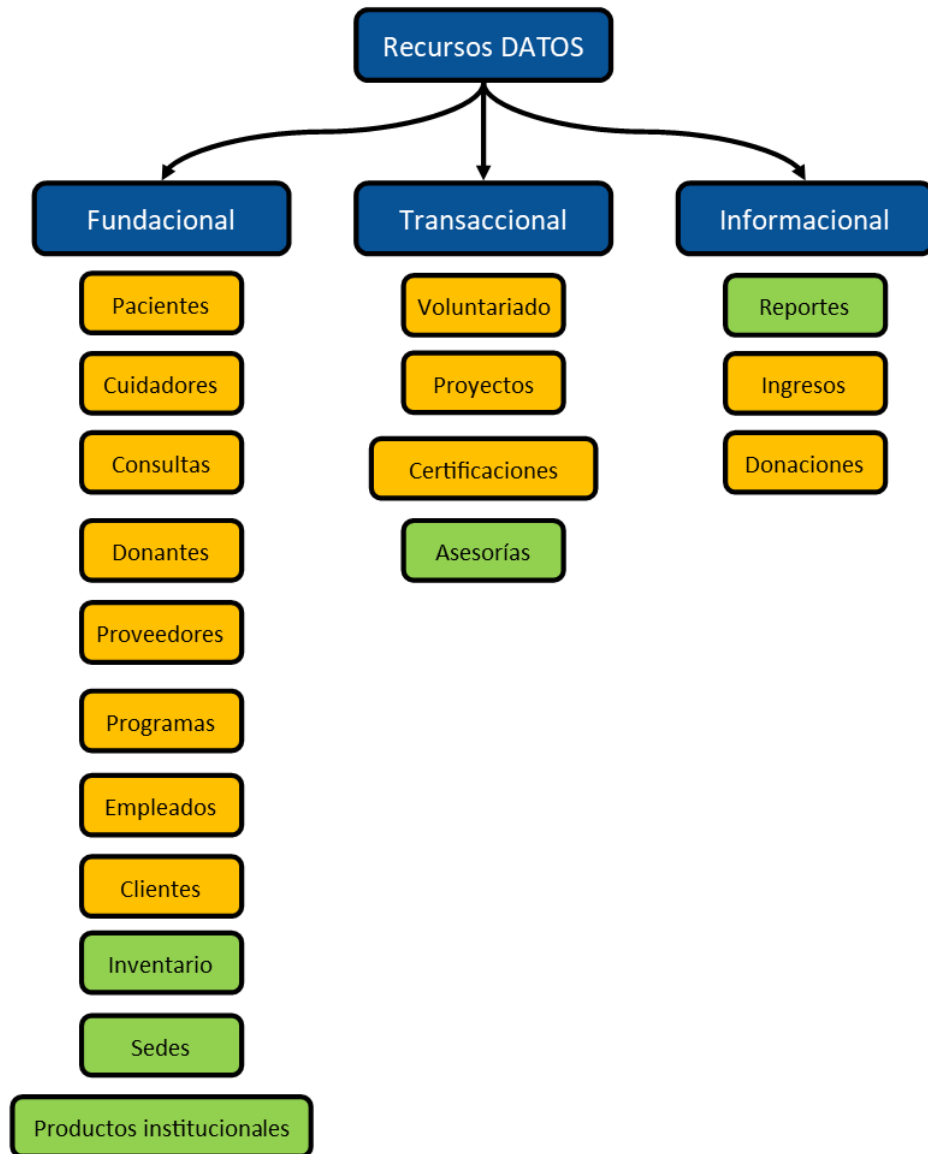 Recursos DATOS
Fundacional
Transaccional
Informacional
Pacientes
Cuidadores
Consultas
Donantes
Proveedores
Programas
Empleados
Clientes
Inventario
Sedes
Productos institucionales
Voluntariado
Proyectos
Certificaciones
Asesorías
Reportes
Ingresos
Donaciones